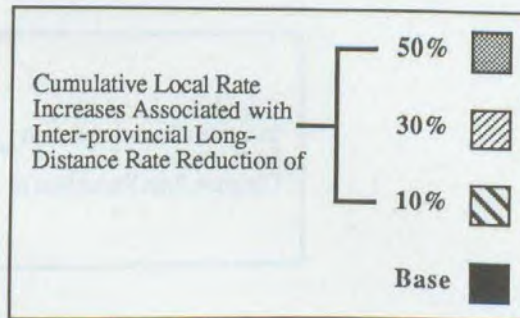 50%
Cumulative Local Rate
Increases Associated with
Inter-provincial Long-
Distance Rate Reduction of
30%
10%
Base